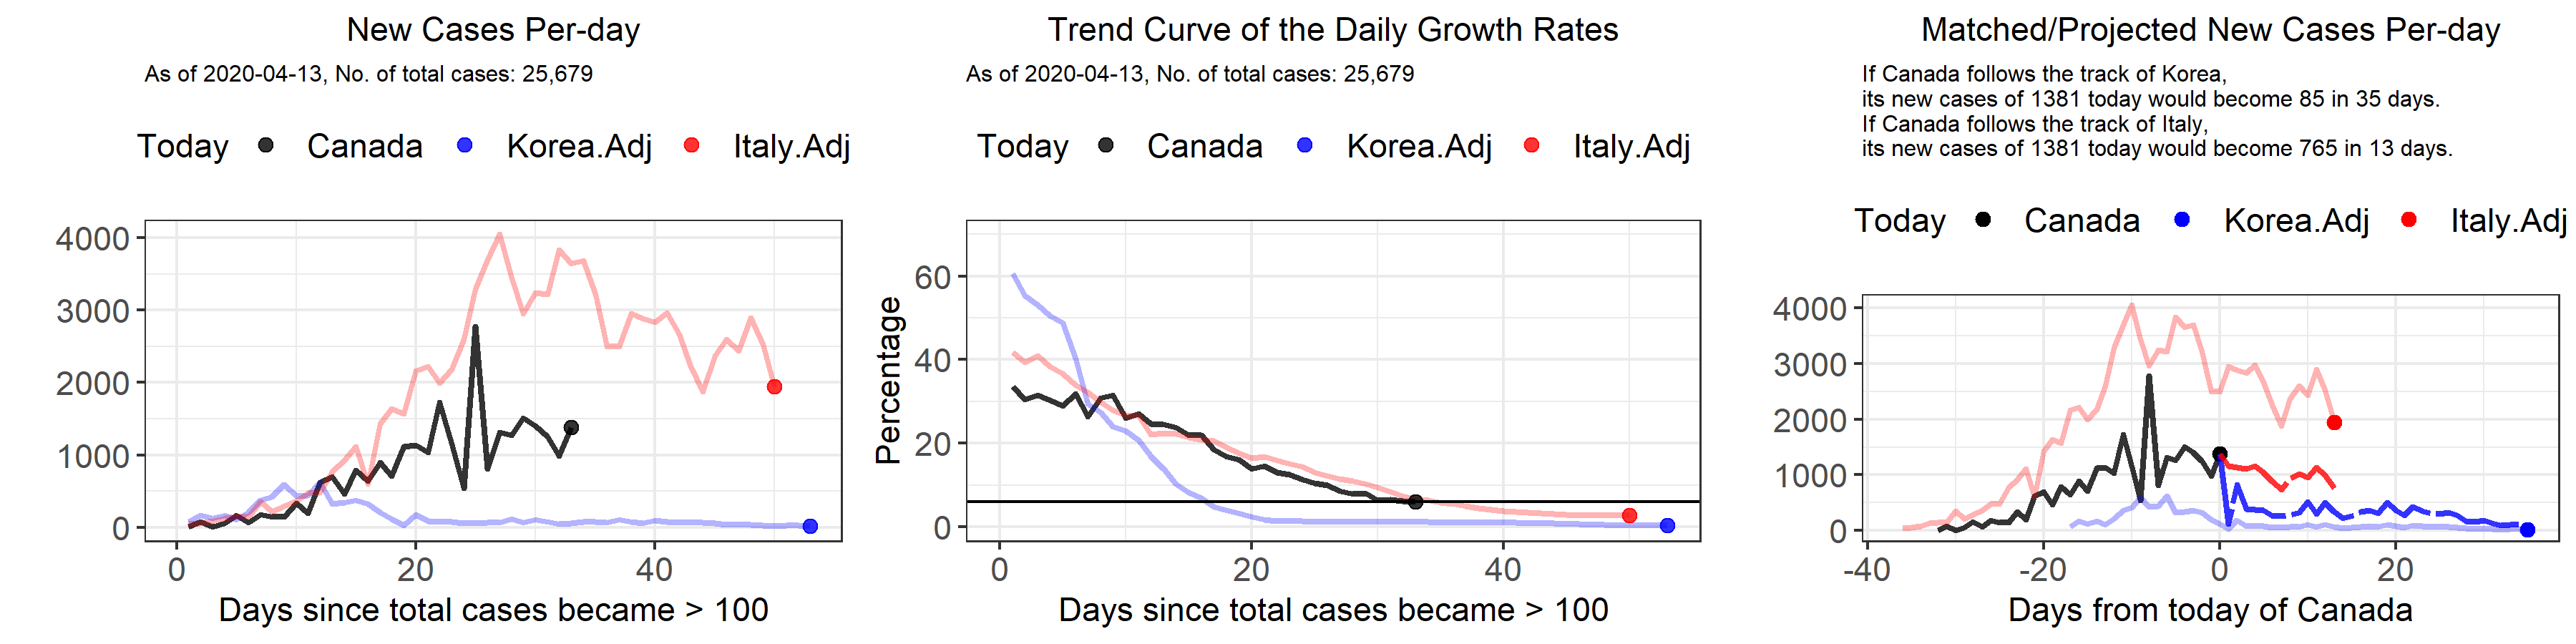 New Cases Per-day
As of 2020-04-13, No. of total cases: 25,679
Today Canada Korea.Adj Italy.Adj
4000
3000
2000
1000
0
0 20 40
Days since total cases became > 100
Trend Curve of the Daily Growth Rates
As of 2020-04-13, No. of total cases: 25,679
Today Canada Korea.Adj Italy.Adj
Percentage
60
40
20
0
0 20 40
Days since total cases became > 100
Matched/Projected New Cases Per-day
If Canada follows the track of Korea,
its new cases of 1381 today would become 85 in 35 days.
If Canada follows the track of Italy,
its new cases of 1381 today would become 765 in 13 days.
Today Canada Korea.Adj Italy.Adj
4000
3000
2000
1000
0
-40 -20 0 20
Days from today of Canada